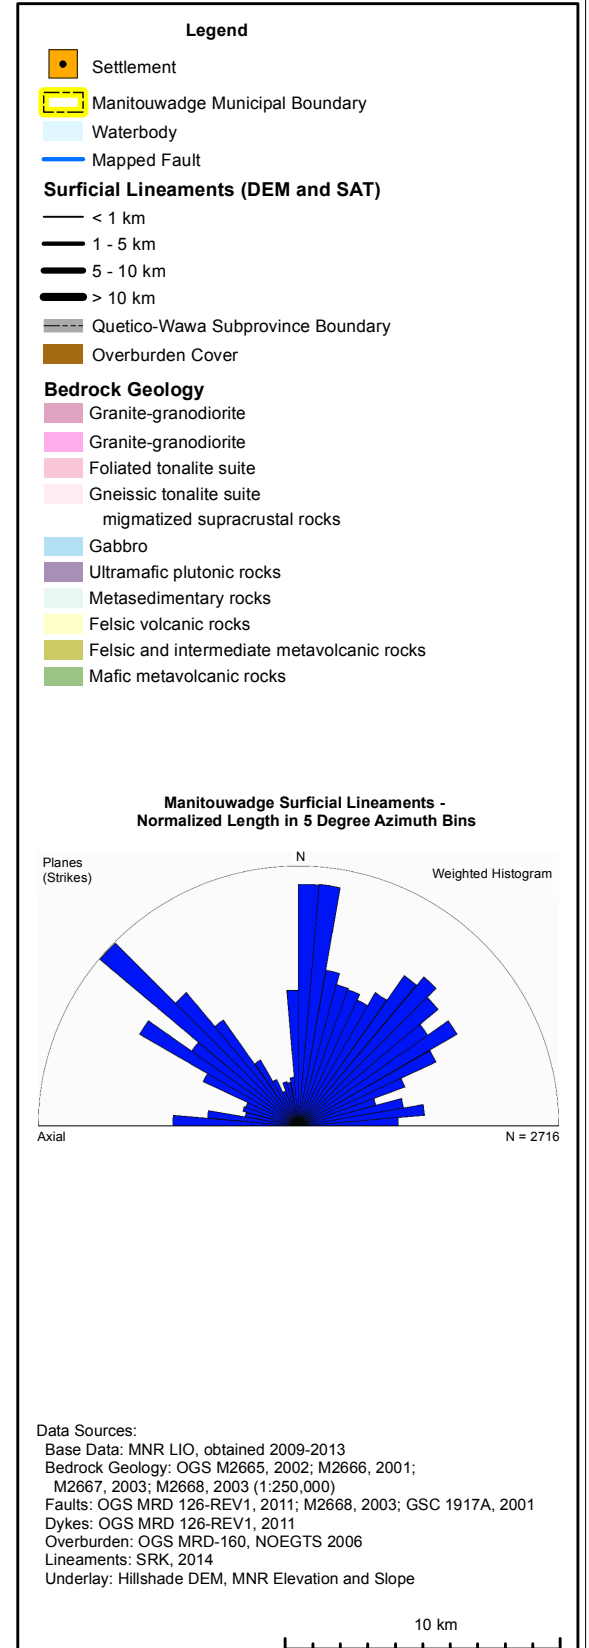 Legend
Settlement
Manitouwadge Municipal Boundary
Waterbody
Mapped Fault
Surficial Lineaments (DEM and SAT)
< 1 km
1 - 5 km
5 - 10 km
> 10 km
Quetico-Wawa Subprovince Boundary
Overburden Cover
Bedrock Geology
Granite-granodiorite
Granite-granodiorite
Foliated tonalite suite
Gneissic tonalite suite
migmatized supracrustal rocks
Gabbro
Ultramafic plutonic rocks
Metasedimentary rocks
Felsic volcanic rocks
Felsic and intermediate metavolcanic rocks
Mafic metavolcanic rocks
Manitouwadge Surficial Lineaments -
Normalized Length in 5 Degree Azimuth Bins
N
Planes
(Strikes)
Weighted Histogram
Axial
N = 2716
Data Sources:
Base Data: MNR LIO, obtained 2009-2013
Bedrock Geology: OGS M2665, 2002; M2666, 2001;
M2667, 2003; M2668, 2003 (1:250,000)
Faults: OGS MRD 126-REV1, 2011; M2668, 2003; GSC 1917A, 2001
Dykes: OGS MRD 126-REV1, 2011
Overburden: OGS MRD-160, NOEGTS 2006
Lineaments: SRK, 2014
Underlay: Hillshade DEM, MNR Elevation and Slope
10 km